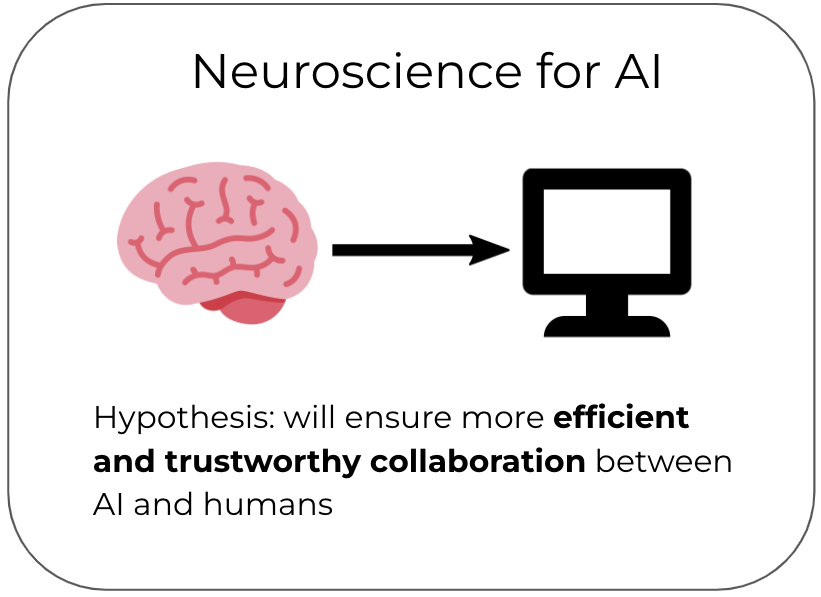 Neuroscience for AI
Hypothesis: will ensure more efficient
and trustworthy collaboration between
AI and humans